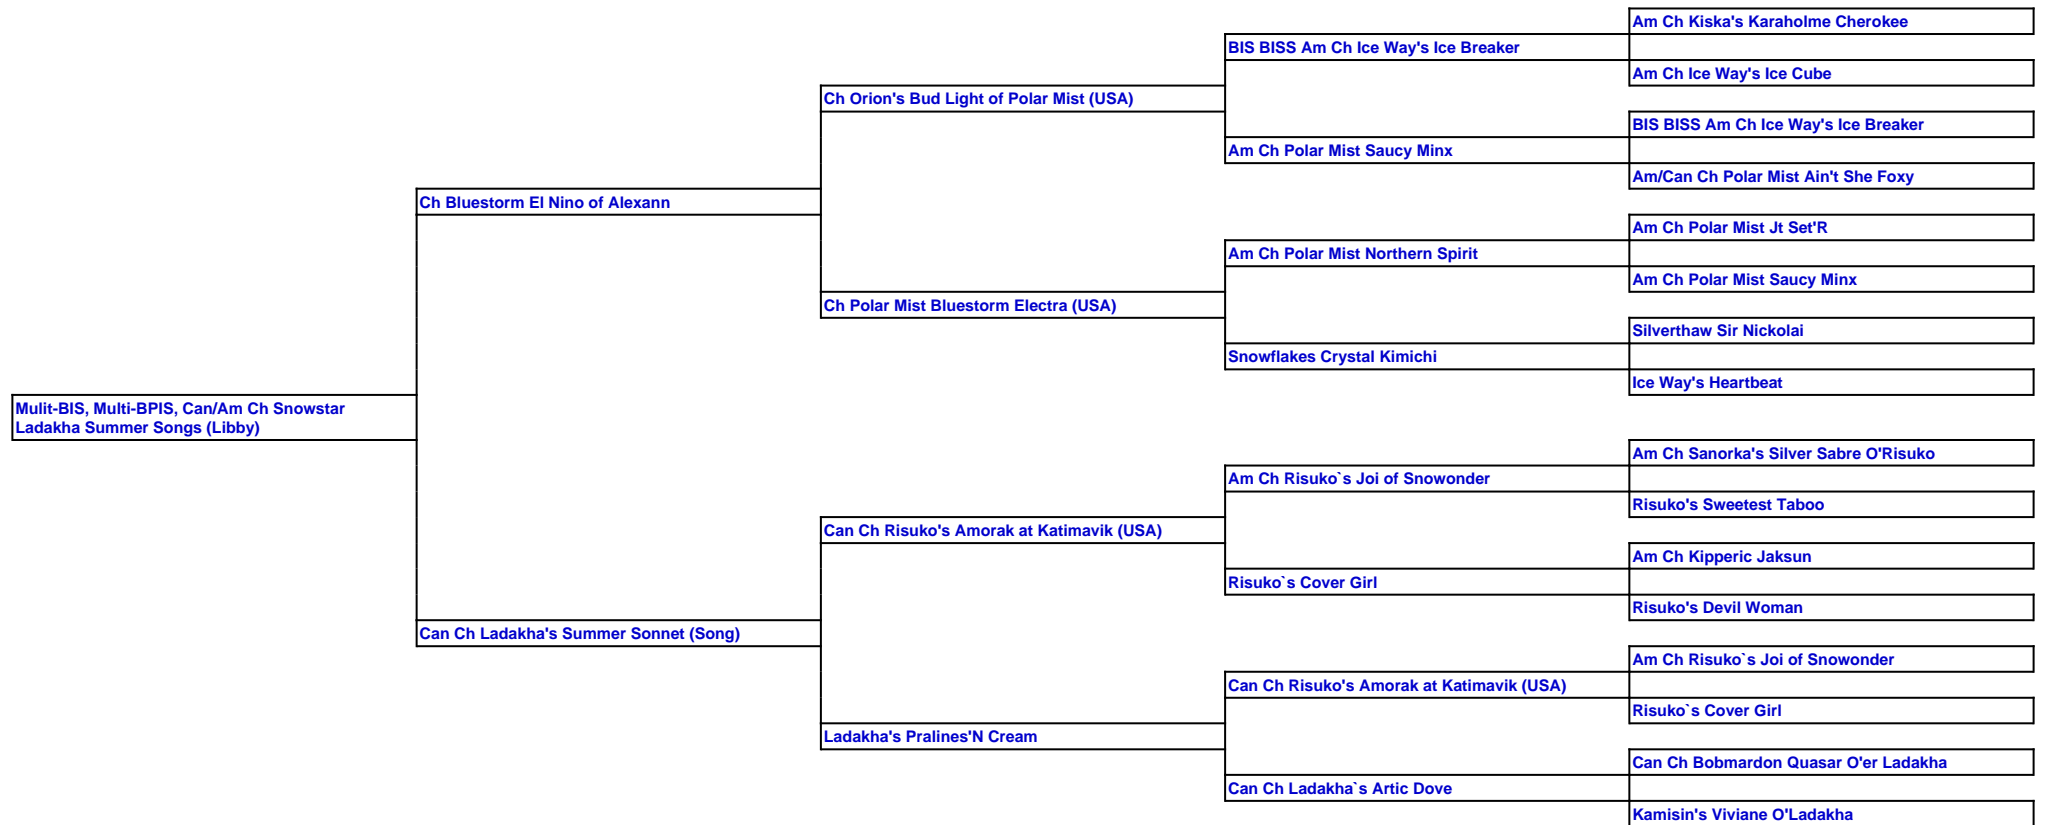 Am Ch Kiska's Karaholme Cherokee
BIS BISS Am Ch Ice Way's Ice Breaker
Am Ch Ice Way's Ice Cube
Ch Orion's Bud Light of Polar Mist (USA)
BIS BISS Am Ch Ice Way's Ice Breaker
Am Ch Polar Mist Saucy Minx
Am/Can Ch Polar Mist Ain't She Foxy
Ch Bluestorm El Nino of Alexann
Am Ch Polar Mist Jt Set'R
Am Ch Polar Mist Northern Spirit
Am Ch Polar Mist Saucy Minx
Ch Polar Mist Bluestorm Electra (USA)
Silverthaw Sir Nickolai
Snowflakes Crystal Kimichi
Ice Way's Heartbeat
Mulit-BIS, Multi-BPIS, Can/Am Ch Snowstar
Ladakha Summer Songs (Libby)
Am Ch Sanorka's Silver Sabre O'Risuko
Am Ch Risuko`s Joi of Snowonder
Risuko's Sweetest Taboo
Can Ch Risuko's Amorak at Katimavik (USA)
Am Ch Kipperic Jaksun
Risuko`s Cover Girl
Risuko's Devil Woman
Can Ch Ladakha's Summer Sonnet (Song)
Am Ch Risuko`s Joi of Snowonder
Can Ch Risuko's Amorak at Katimavik (USA)
Risuko`s Cover Girl
Ladakha's Pralines'N Cream
Can Ch Bobmardon Quasar O'er Ladakha
Can Ch Ladakha`s Artic Dove
Kamisin's Viviane O'Ladakha